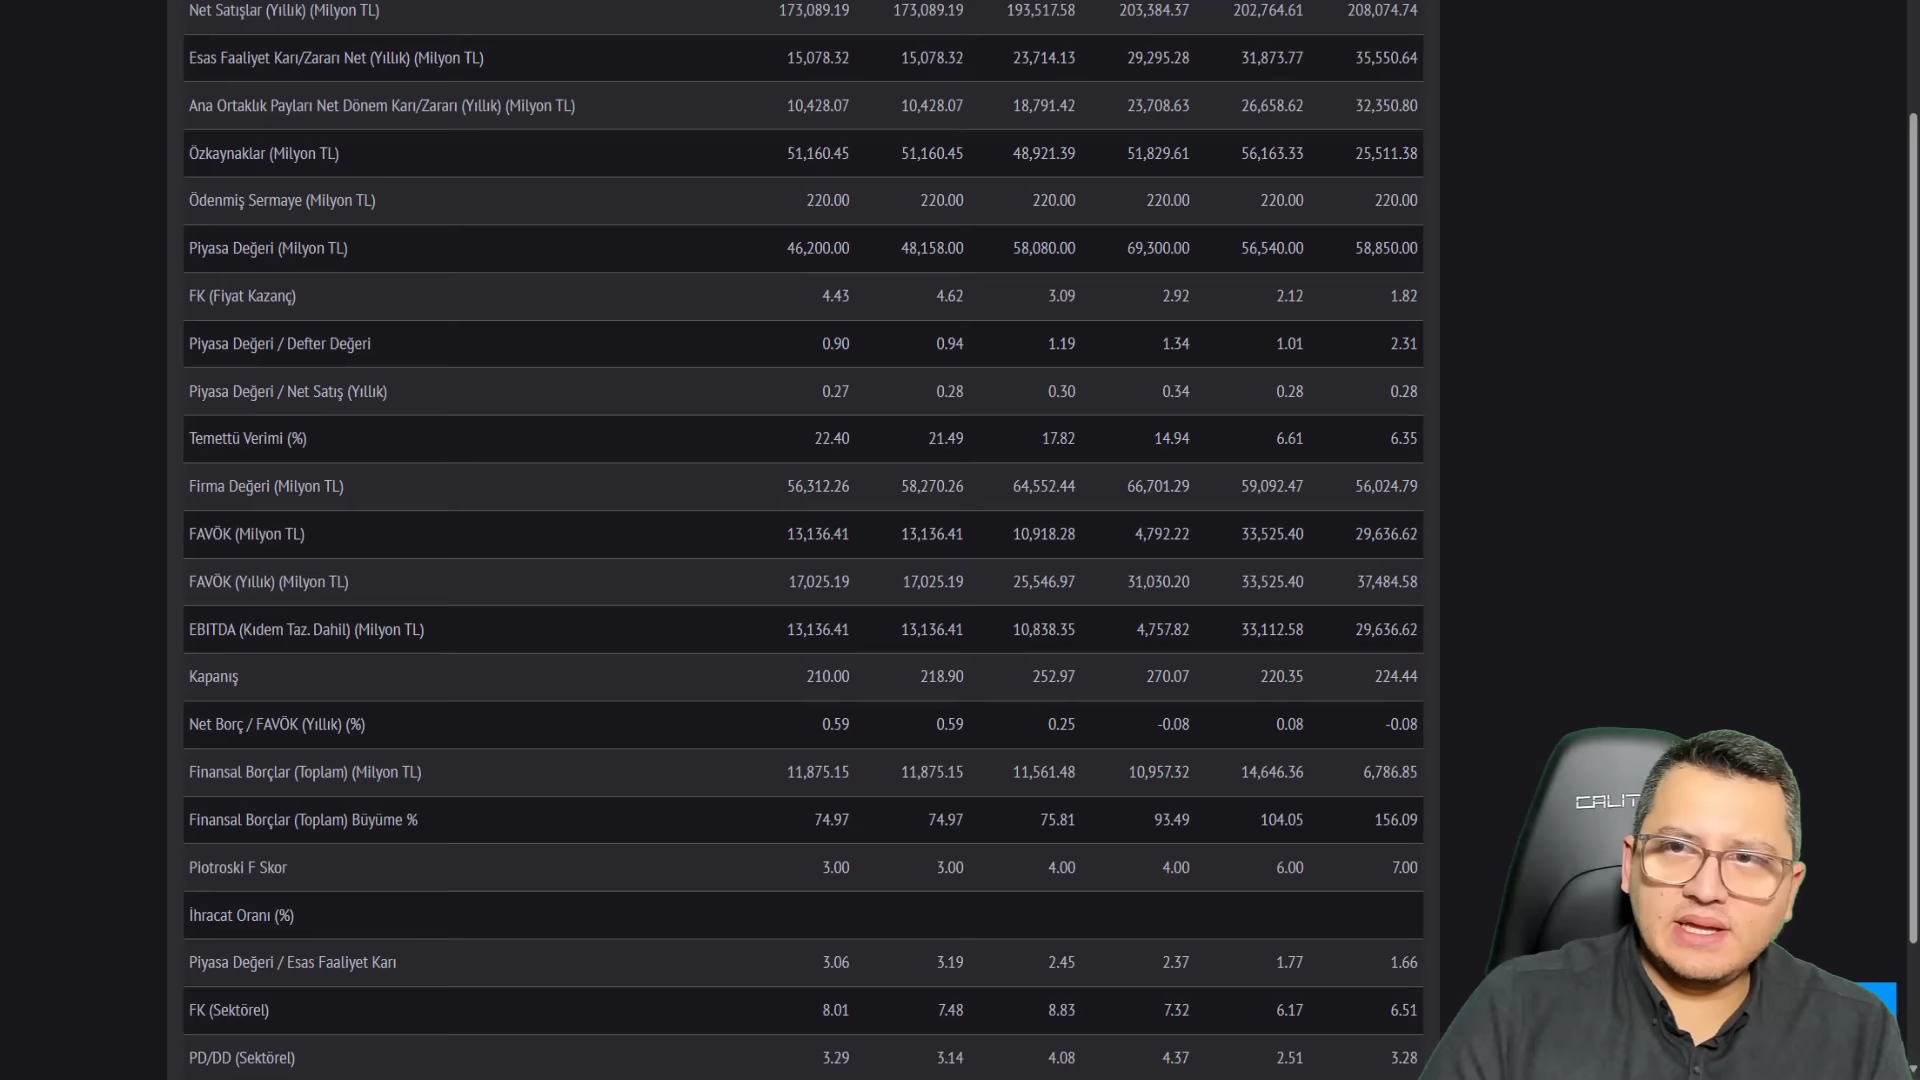 Net Satışlar (Yıllık) (Milyon TL) 173,089.19 173,089.19 193,517.58 203,384.37 202,764.61 208,074.74
Esas Faaliyet Karı/Zararı Net (Yıllık) (Milyon TL) 15,078.32 15,078.32 23,714.13 29,295.28 31,873.77 35,550.64
Ana Ortaklık Payları Net Dönem Karı/Zararı (Yıllık) (Milyon TL) 10,428.07 10,428.07 18,791.42 23,708.63 26,658.62 32,350.80
Özkaynaklar (Milyon TL) 51,160.45 51,160.45 48,921.39 51,829.61 56,163.33 25,511.38
Ödenmiş Sermaye (Milyon TL) 220.00 220.00 220.00 220.00 220.00 220.00
Piyasa Değeri (Milyon TL) 46,200.00 48,158.00 58,080.00 69,300.00 56,540.00 58,850.00
FK (Fiyat Kazanç) 4.43 4.62 3.09 2.92 2.12 1.82
Piyasa Değeri / Defter Değeri 0.90 0.94 1.19 1.34 1.01 2.31
Piyasa Değeri / Net Satış (Yıllık) 0.27 0.28 0.30 0.34 0.28 0.28
Temettü Verimi (%) 22.40 21.49 17.82 14.94 6.61 6.35
Firma Değeri (Milyon TL) 56,312.26 58,270.26 64,552.44 66,701.29 59,092.47 56,024.79
FAVÖK (Milyon TL) 13,136.41 13,136.41 10,918.28 4,792.22 33,525.40 29,636.62
FAVÖK (Yıllık) (Milyon TL) 17,025.19 17,025.19 25,546.97 31,030.20 33,525.40 37,484.58
EBITDA (Kıdem Taz. Dahil) (Milyon TL) 13,136.41 13,136.41 10,838.35 4,757.82 33,112.58 29,636.62
Kapanış 210.00 218.90 252.97 270.07 220.35 224.44
Net Borç / FAVÖK (Yıllık) (%) 0.59 0.59 0.25 -0.08 0.08 -0.08
Finansal Borçlar (Toplam) (Milyon TL) 11,875.15 11,875.15 11,561.48 10,957.32 14,646.36 6,786.85
Finansal Borçlar (Toplam) Büyüme % 74.97 74.97 75.81 93.49 104.05 156.09
Piotroski F Skor 3.00 3.00 4.00 4.00 6.00 7.00
İhracat Oranı (%)
Piyasa Değeri / Esas Faaliyet Karı 3.06 3.19 2.45 2.37 1.77 1.66
FK (Sektörel) 8.01 7.48 8.83 7.32 6.17 6.51
PD/DD (Sektörel) 3.29 3.14 4.08 4.37 2.51 3.28